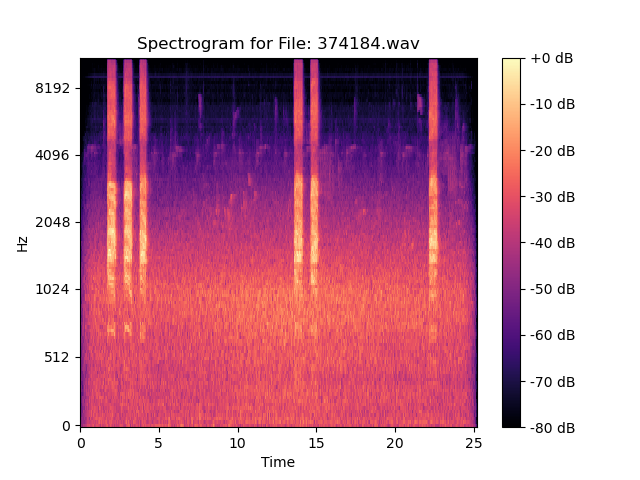 Spectrogram for File: 374184.wav
8192
4096
2048
1024
512
0
Hz
0
5
10
15
20
25
Time
+0 dB
-10 dB
-20 dB
-30 dB
-40 dB
-50 dB
-60 dB
-70 dB
-80 dB